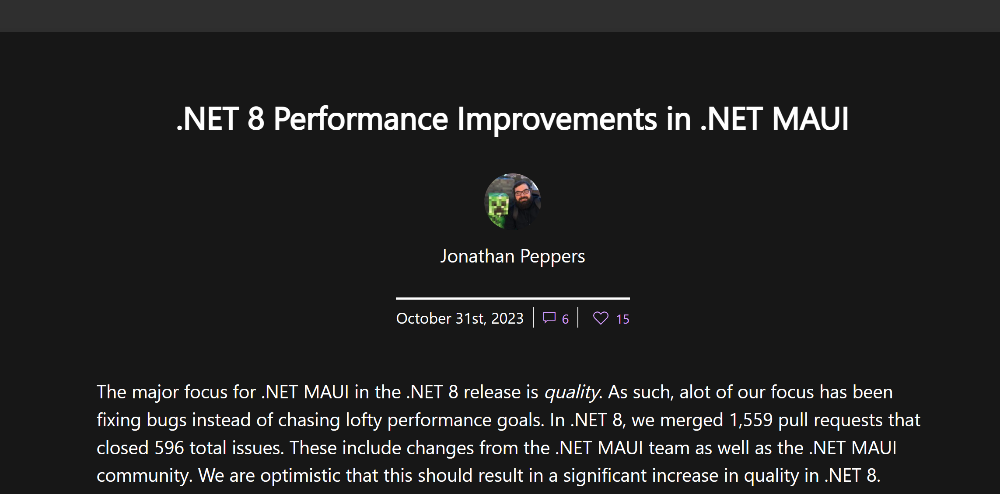 .NET 8 Performance Improvements in .NET MAUI
Jonathan Peppers
October 31st, 2023 6 15
The major focus for .NET MAUI in the .NET 8 release is quality. As such, alot of our focus has been
fixing bugs instead of chasing lofty performance goals. In .NET 8, we merged 1,559 pull requests that
closed 596 total issues. These include changes from the .NET MAUI team as well as the .NET MAUI
community. We are optimistic that this should result in a significant increase in quality in .NET 8.